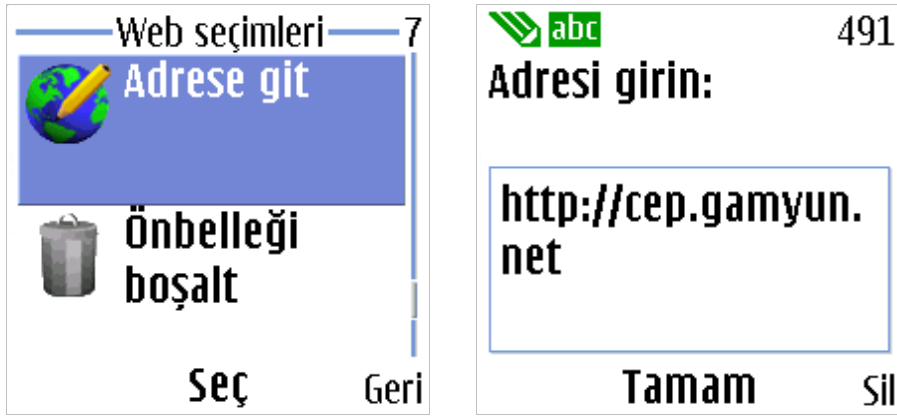 Web seçimleri 7
Adrese git
Önbelleği
boşalt
Seç Geri
abc 491
Adresi girin:
http://cep.gamyun.
net
Tamam Sil